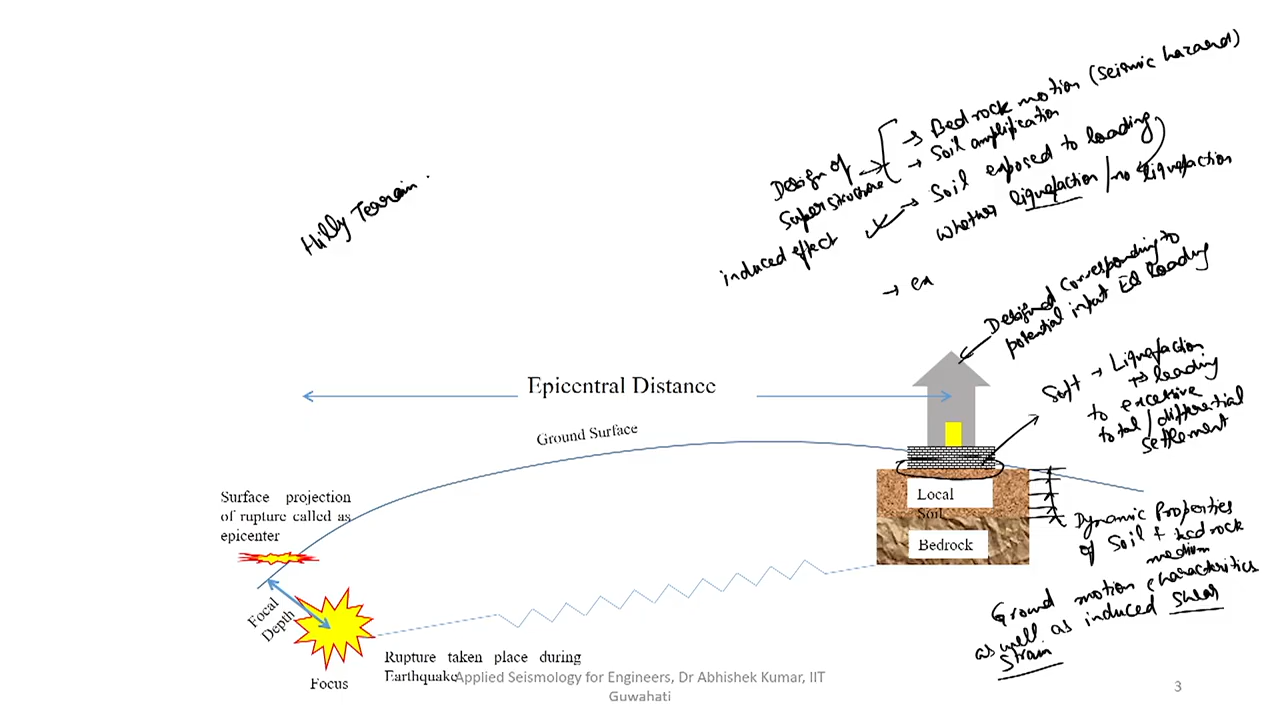 Hilly Terrain.
Design of
Superstructure
→ Bedrock motion (seismic hazard)
→ Soil amplification
→ Soil exposed to loading
whether liquefaction / no liquefaction
induced effect
→ ex
Designed corresponding to
potential input EQ loading
Soft → Liquefaction
→ leading
to excessive
total / differential
settlement
Epicentral Distance
Ground Surface
Surface projection
of rupture called as
epicenter
Local
Soil
Bedrock
Dynamic Properties
of Soil + bedrock
medium
Ground motion characteristics
as well as induced shear
strain
Focal
Depth
Rupture taken place during
Earthquake
Focus
Applied Seismology for Engineers, Dr Abhishek Kumar, IIT
Guwahati
3